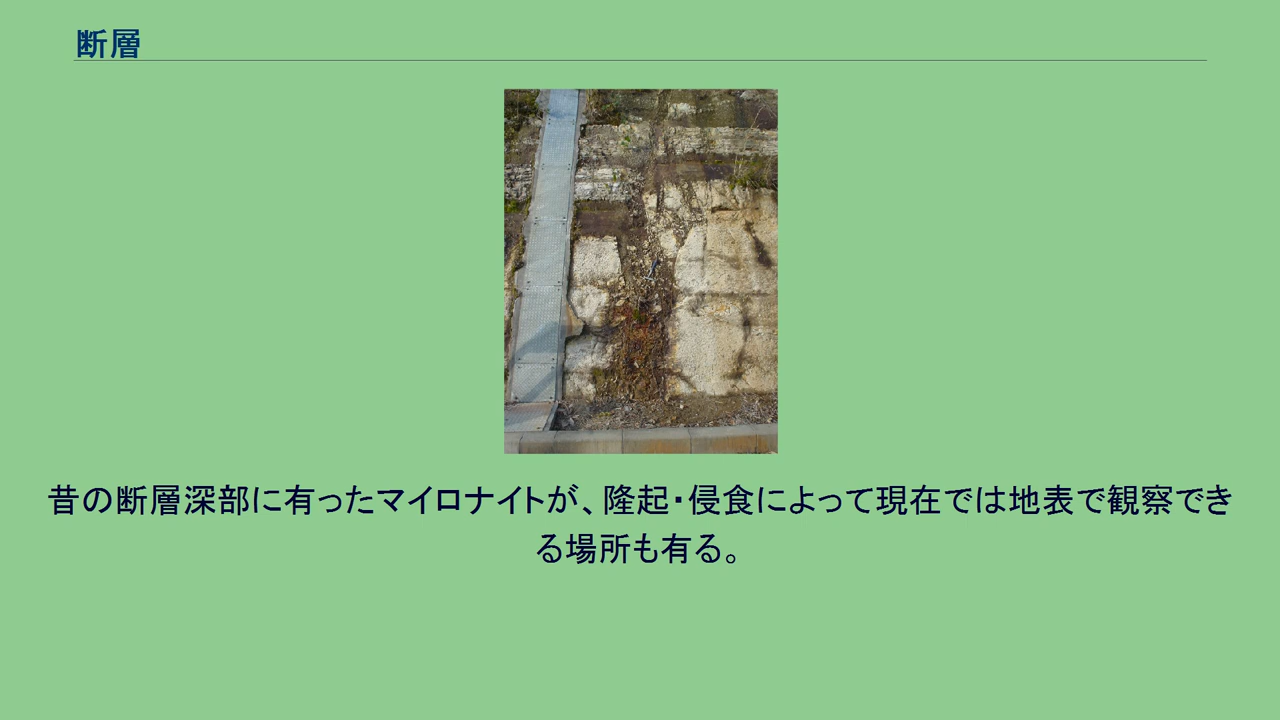 断層
昔の断層深部に有ったマイロナイトが、隆起・侵食によって現在では地表で観察でき
る場所も有る。